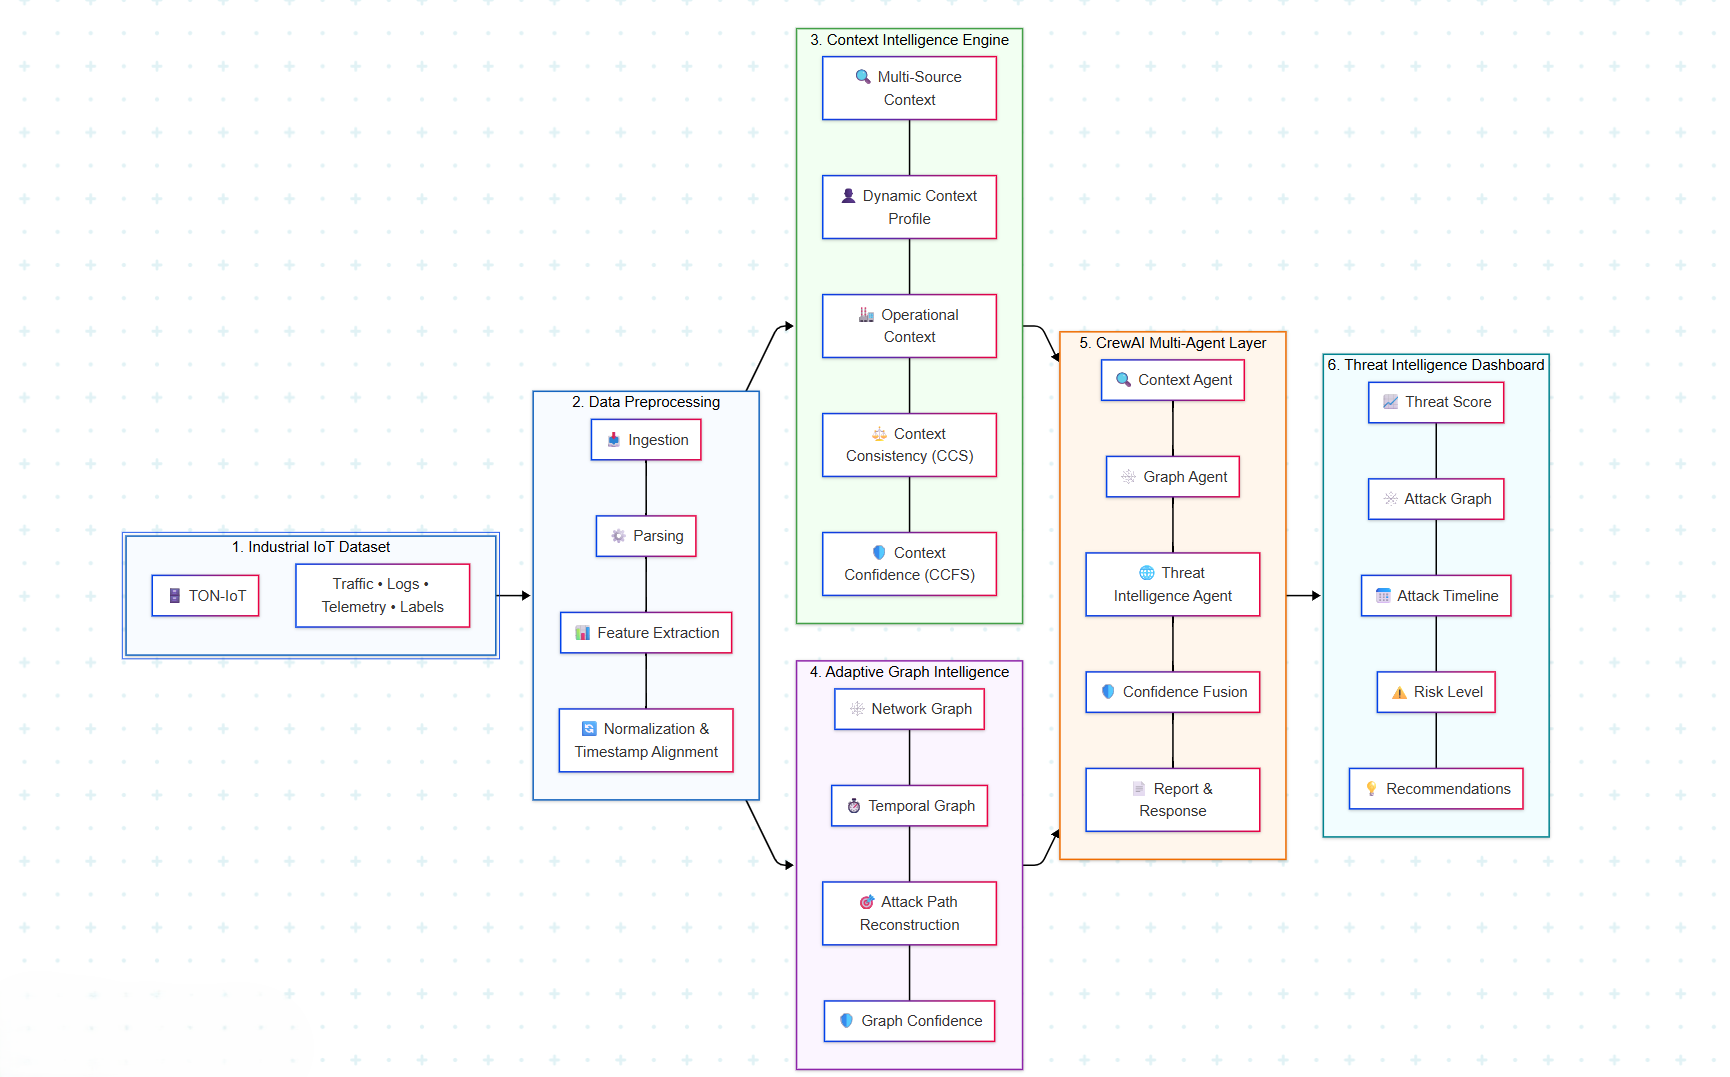 1. Industrial IoT Dataset
TON-IoT
Traffic • Logs •
Telemetry • Labels
2. Data Preprocessing
Ingestion
Parsing
Feature Extraction
Normalization &
Timestamp Alignment
3. Context Intelligence Engine
Multi-Source
Context
Dynamic Context
Profile
Operational
Context
Context
Consistency (CCS)
Context
Confidence (CCFS)
4. Adaptive Graph Intelligence
Network Graph
Temporal Graph
Attack Path
Reconstruction
Graph Confidence
5. CrewAI Multi-Agent Layer
Context Agent
Graph Agent
Threat
Intelligence Agent
Confidence Fusion
Report &
Response
6. Threat Intelligence Dashboard
Threat Score
Attack Graph
Attack Timeline
Risk Level
Recommendations